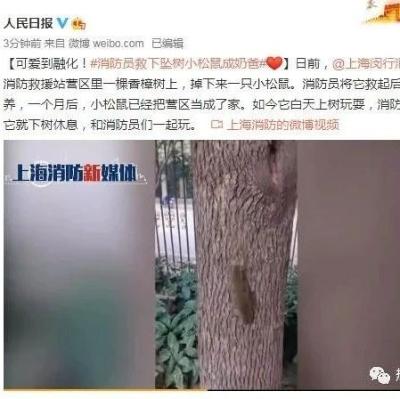 人民日报
3分钟前 来自 微博 weibo.com 已编辑
【可爱到融化！#消防员救下坠树小松鼠成奶爸#❤】日前，@上海闵行消
消防救援站营区里一棵香樟树上，掉下来一只小松鼠。消防员将它救起后
养，一个月后，小松鼠已经把营区当成了家。如今它白天上树玩耍，消防
它就下树休息，和消防员们一起玩。 上海消防的微博视频
上海消防新媒体